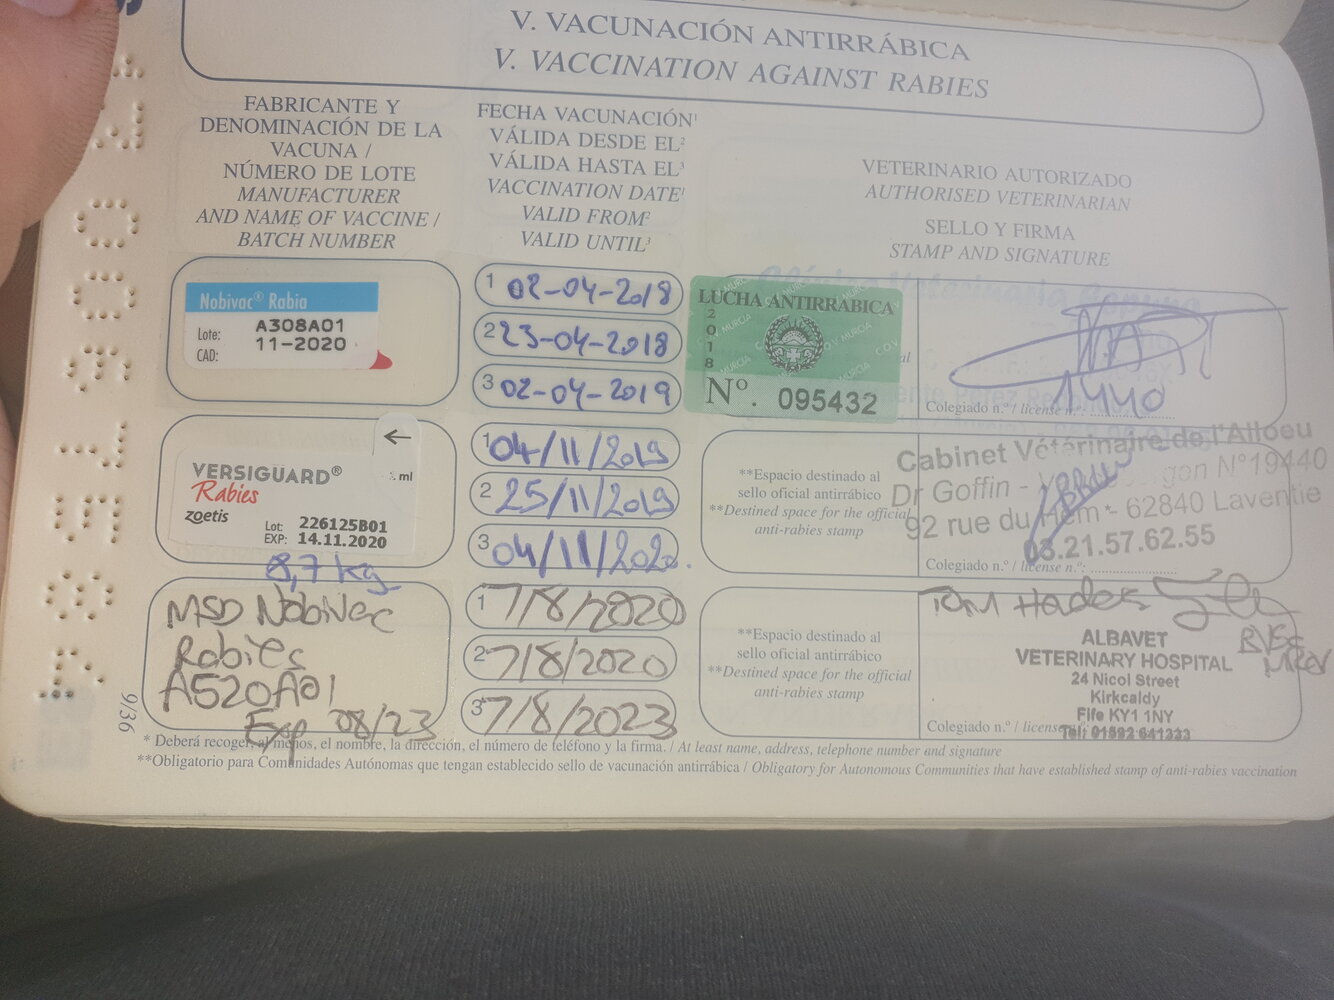 V. VACUNACIÓN ANTIRRÁBICA
V. VACCINATION AGAINST RABIES
FABRICANTE Y
DENOMINACIÓN DE LA
VACUNA /
NÚMERO DE LOTE
MANUFACTURER
AND NAME OF VACCINE /
BATCH NUMBER
FECHA VACUNACIÓN¹
VÁLIDA DESDE EL²
VÁLIDA HASTA EL³
VACCINATION DATE¹
VALID FROM²
VALID UNTIL³
VETERINARIO AUTORIZADO
AUTHORISED VETERINARIAN
SELLO Y FIRMA
STAMP AND SIGNATURE
Nobivac® Rabia
Lote: A308A01
CAD: 11-2020
1 02-04-2018
2 23-04-2018
3 02-04-2019
LUCHA ANTIRRÁBICA
2018
MURCIA
Nº. 095432
1440
Colegiado n.º / license n.º:
VERSIGUARD®
Rabies
zoetis
ml
Lot: 226125B01
EXP: 14.11.2020
8,7 kg
1 04/11/2019
2 25/11/2019
3 04/11/2020.
**Espacio destinado al
sello oficial antirrábico
**Destined space for the official
anti-rabies stamp
Cabinet Vétérinaire de l'Alloeu
Dr Goffin - N°19440
92 rue du Hem - 62840 Laventie
03.21.57.62.55
Colegiado n.º / license n.º:
MSD Nobivac
Rabies
A520A01
Exp 08/23
1 7/8/2020
2 7/8/2020
3 7/8/2023
**Espacio destinado al
sello oficial antirrábico
**Destined space for the official
anti-rabies stamp
Tom
ALBAVET
VETERINARY HOSPITAL
24 Nicol Street
Kirkcaldy
Fife KY1 1NY
Tel: 01592 641223
Colegiado n.º / license
9/36
* Deberá recoger, al menos, el nombre, la dirección, el número de teléfono y la firma. / At least name, address, telephone number and signature
**Obligatorio para Comunidades Autónomas que tengan establecido sello de vacunación antirrábica / Obligatory for Autonomous Communities that have established stamp of anti-rabies vaccination